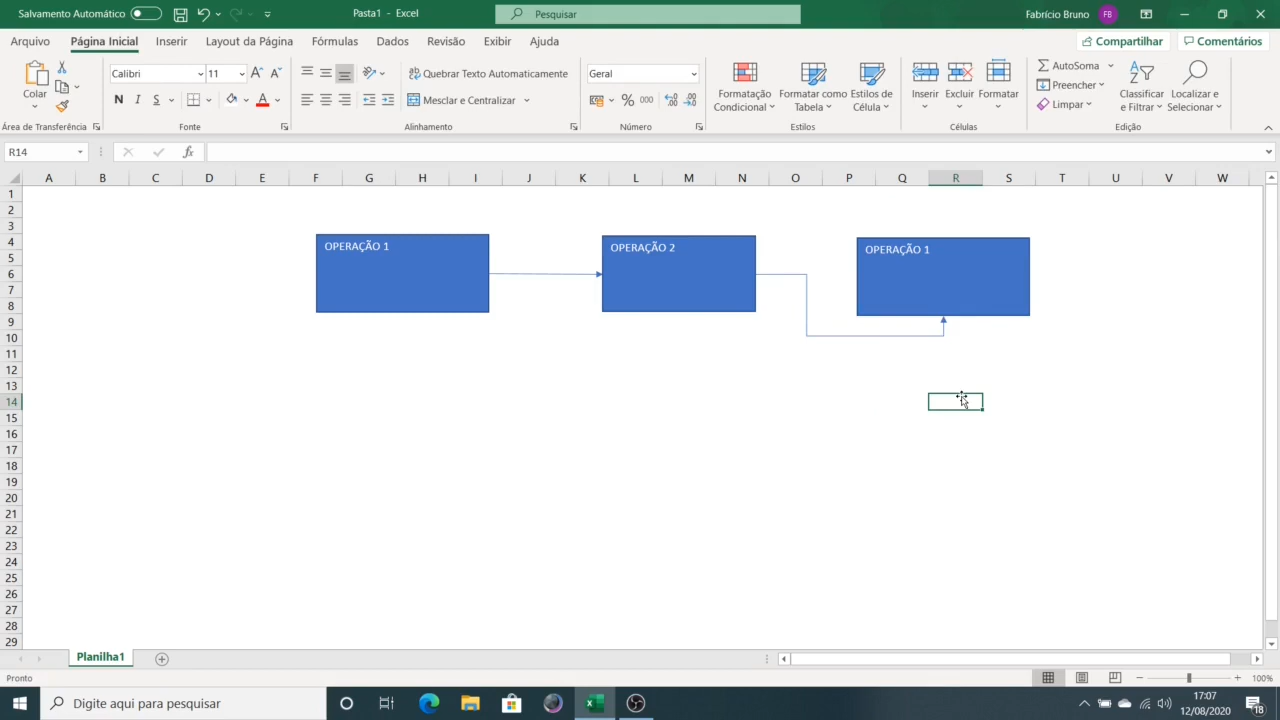 Salvamento Automático
Pasta1 - Excel
Pesquisar
Fabrício Bruno
FB
Arquivo
Página Inicial
Inserir
Layout da Página
Fórmulas
Dados
Revisão
Exibir
Ajuda
Compartilhar
Comentários
Colar
Calibri
11
N I S
Quebrar Texto Automaticamente
Mesclar e Centralizar
Geral
% 000
Formatação Condicional
Formatar como Tabela
Estilos de Célula
Inserir
Excluir
Formatar
AutoSoma
Preencher
Limpar
Classificar e Filtrar
Localizar e Selecionar
Área de Transferência
Fonte
Alinhamento
Número
Estilos
Células
Edição
R14
fx
A B C D E F G H I J K L M N O P Q R S T U V W
1
2
3
4
5
6
7
8
9
10
11
12
13
14
15
16
17
18
19
20
21
22
23
24
25
26
27
28
29
OPERAÇÃO 1
OPERAÇÃO 2
OPERAÇÃO 1
Planilha1
Pronto
100%
Digite aqui para pesquisar
17:07
12/08/2020
18